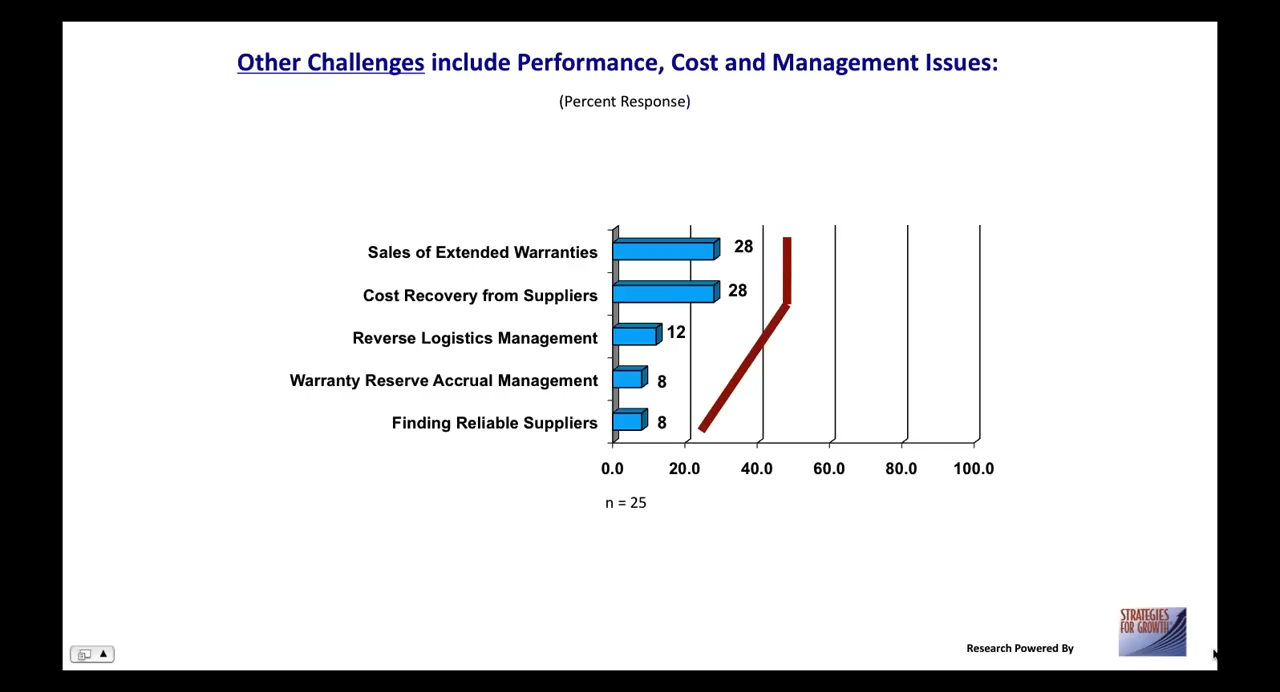 Other Challenges include Performance, Cost and Management Issues:
(Percent Response)
Sales of Extended Warranties 28
Cost Recovery from Suppliers 28
Reverse Logistics Management 12
Warranty Reserve Accrual Management 8
Finding Reliable Suppliers 8
0.0 20.0 40.0 60.0 80.0 100.0
n = 25
STRATEGIES
FOR GROWTH
Research Powered By